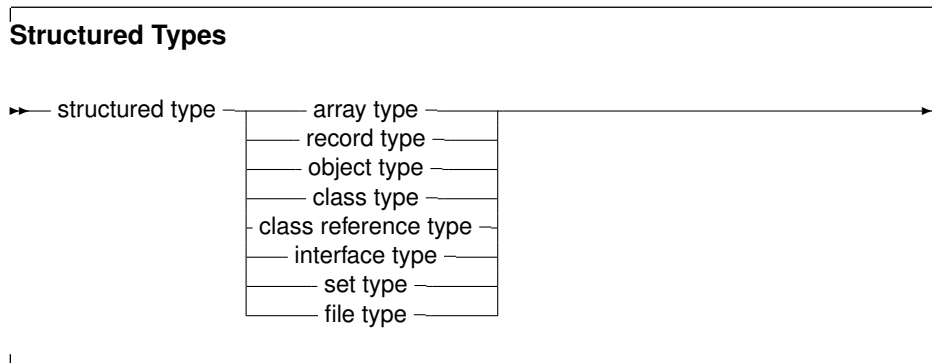 Structured Types
structured type array type
record type
object type
class type
class reference type
interface type
set type
file type